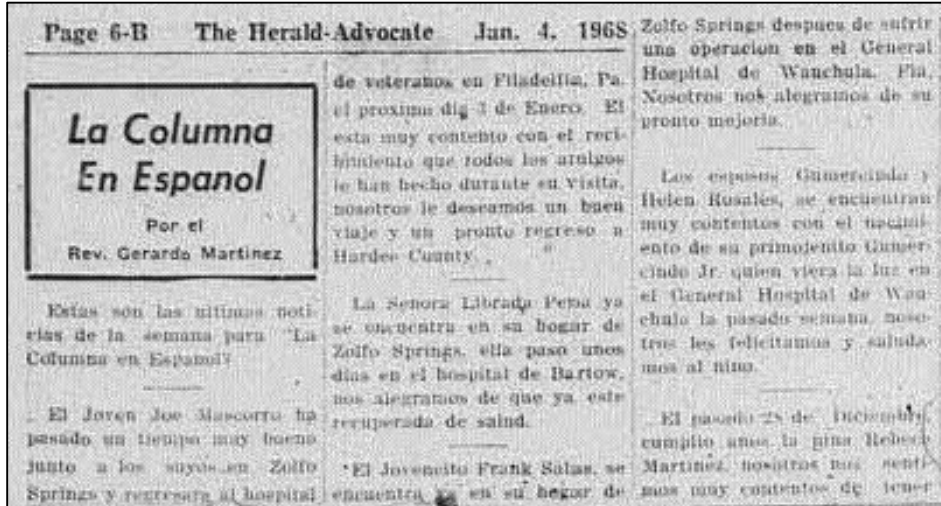 Page 6-B The Herald-Advocate Jan. 4, 1968
La Columna
En Espanol
Por el
Rev. Gerardo Martinez
Estas son las ultimas noti-
cias de la semana para "La
Columna en Espanol"
El Joven Joe Mascorro ha
pasado un tiempo muy bueno
junto a los suyos en Zolfo
Springs y regresara al hospital
de veteranos en Filadelfia, Pa.
el proximo dia 3 de Enero. El
esta muy contento con el reci-
bimiento que todos los amigos
le han hecho durante su visita,
nosotros le deseamos un buen
viaje y un pronto regreso a
Hardee County.
La Senora Librada Pena ya
se encuentra en su hogar de
Zolfo Springs, ella paso unos
dias en el hospital de Bartow,
nos alegramos de que ya este
recuperada de salud.
El Jovencito Frank Salas, se
encuentra ya en su hogar de
Zolfo Springs despues de sufrir
una operacion en el General
Hospital de Wauchula, Fla.
Nosotros nos alegramos de su
pronto mejoria.
Los esposos Gumercindo y
Helen Rosales, se encuentran
muy contentos con el nacimi-
ento de su primojenito Gumer-
cindo Jr. quien viera la luz en
el General Hospital de Wau-
chula la pasado semana, noso-
tros les felicitamos y saluda-
mos al nino.
El pasado 28 de Diciembre,
cumplio anos la nina Rebece
Martinez, nosotros nos senti-
mos muy contentos de tener